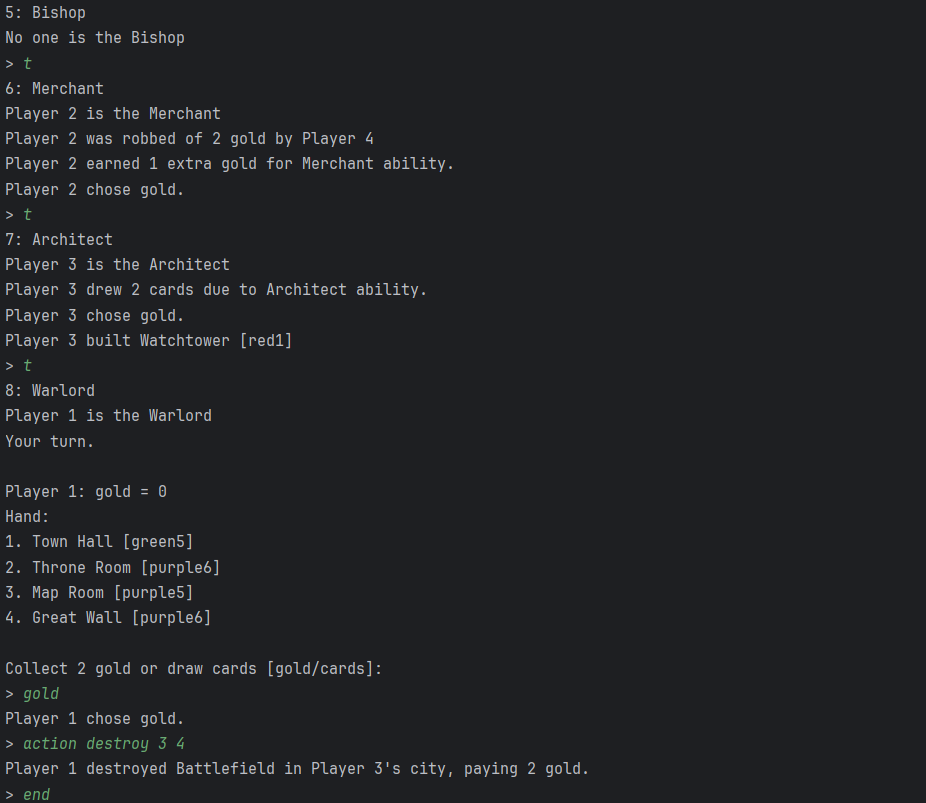 5: Bishop
No one is the Bishop
> t
6: Merchant
Player 2 is the Merchant
Player 2 was robbed of 2 gold by Player 4
Player 2 earned 1 extra gold for Merchant ability.
Player 2 chose gold.
> t
7: Architect
Player 3 is the Architect
Player 3 drew 2 cards due to Architect ability.
Player 3 chose gold.
Player 3 built Watchtower [red1]
> t
8: Warlord
Player 1 is the Warlord
Your turn.
Player 1: gold = 0
Hand:
1. Town Hall [green5]
2. Throne Room [purple6]
3. Map Room [purple5]
4. Great Wall [purple6]
Collect 2 gold or draw cards [gold/cards]:
> gold
Player 1 chose gold.
> action destroy 3 4
Player 1 destroyed Battlefield in Player 3's city, paying 2 gold.
> end